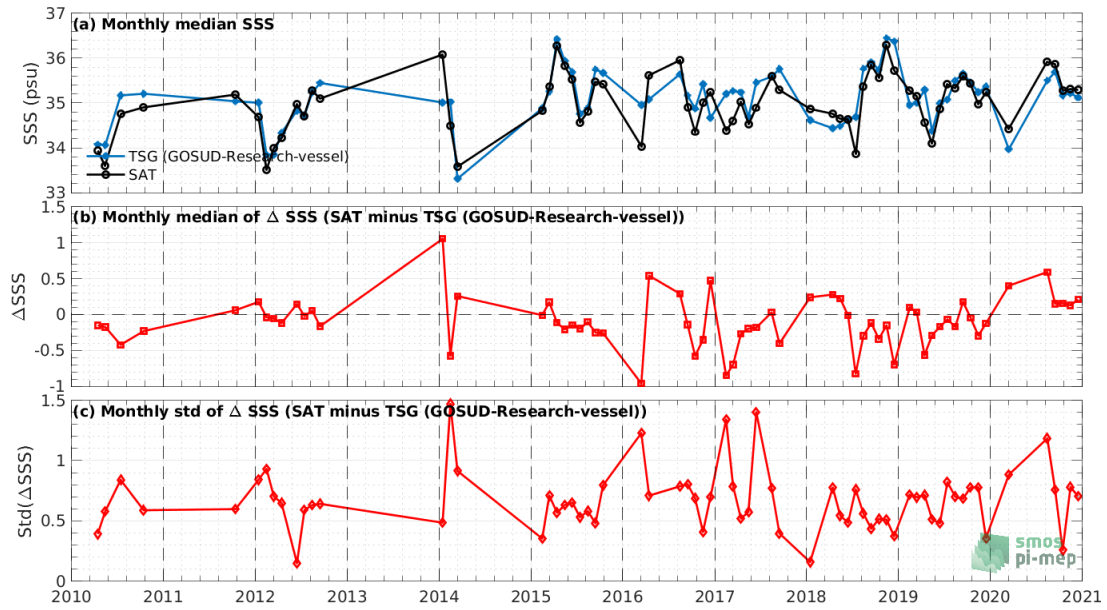 (a) Monthly median SSS
37
36
35
34
33
SSS (psu)
TSG (GOSUD-Research-vessel)
SAT
(b) Monthly median of Δ SSS (SAT minus TSG (GOSUD-Research-vessel))
1.5
1
0.5
0
-0.5
-1
ΔSSS
(c) Monthly std of Δ SSS (SAT minus TSG (GOSUD-Research-vessel))
1.5
1
0.5
0
Std(ΔSSS)
smos
pi-mep
2010 2011 2012 2013 2014 2015 2016 2017 2018 2019 2020 2021